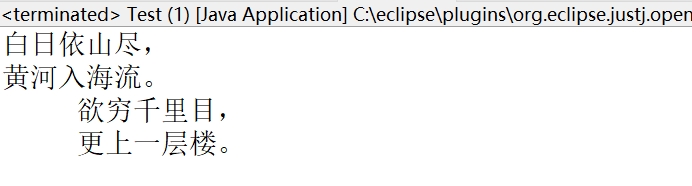 <terminated> Test (1) [Java Application] C:\eclipse\plugins\org.eclipse.justj.open
白日依山尽，
黄河入海流。
欲穷千里目，
更上一层楼。